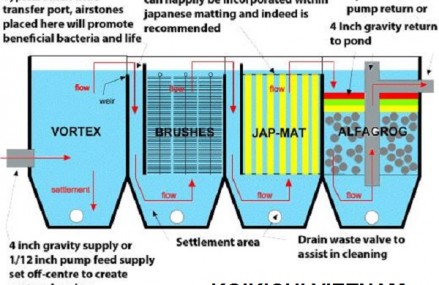 transfer port, airstones
placed here will promote
beneficial bacteria and life
can happily be incorporated within
japanese matting and indeed is
recommended
pump return or
4 Inch gravity return
to pond
flow
flow
flow
flow
weir
VORTEX
BRUSHES
JAP-MAT
ALFAGROG
settlement
flow
flow
flow
4 inch gravity supply or
1/12 inch pump feed supply
set off-centre to create
Settlement area
Drain waste valve to
assist in cleaning
KOIKICHI VIETNAM